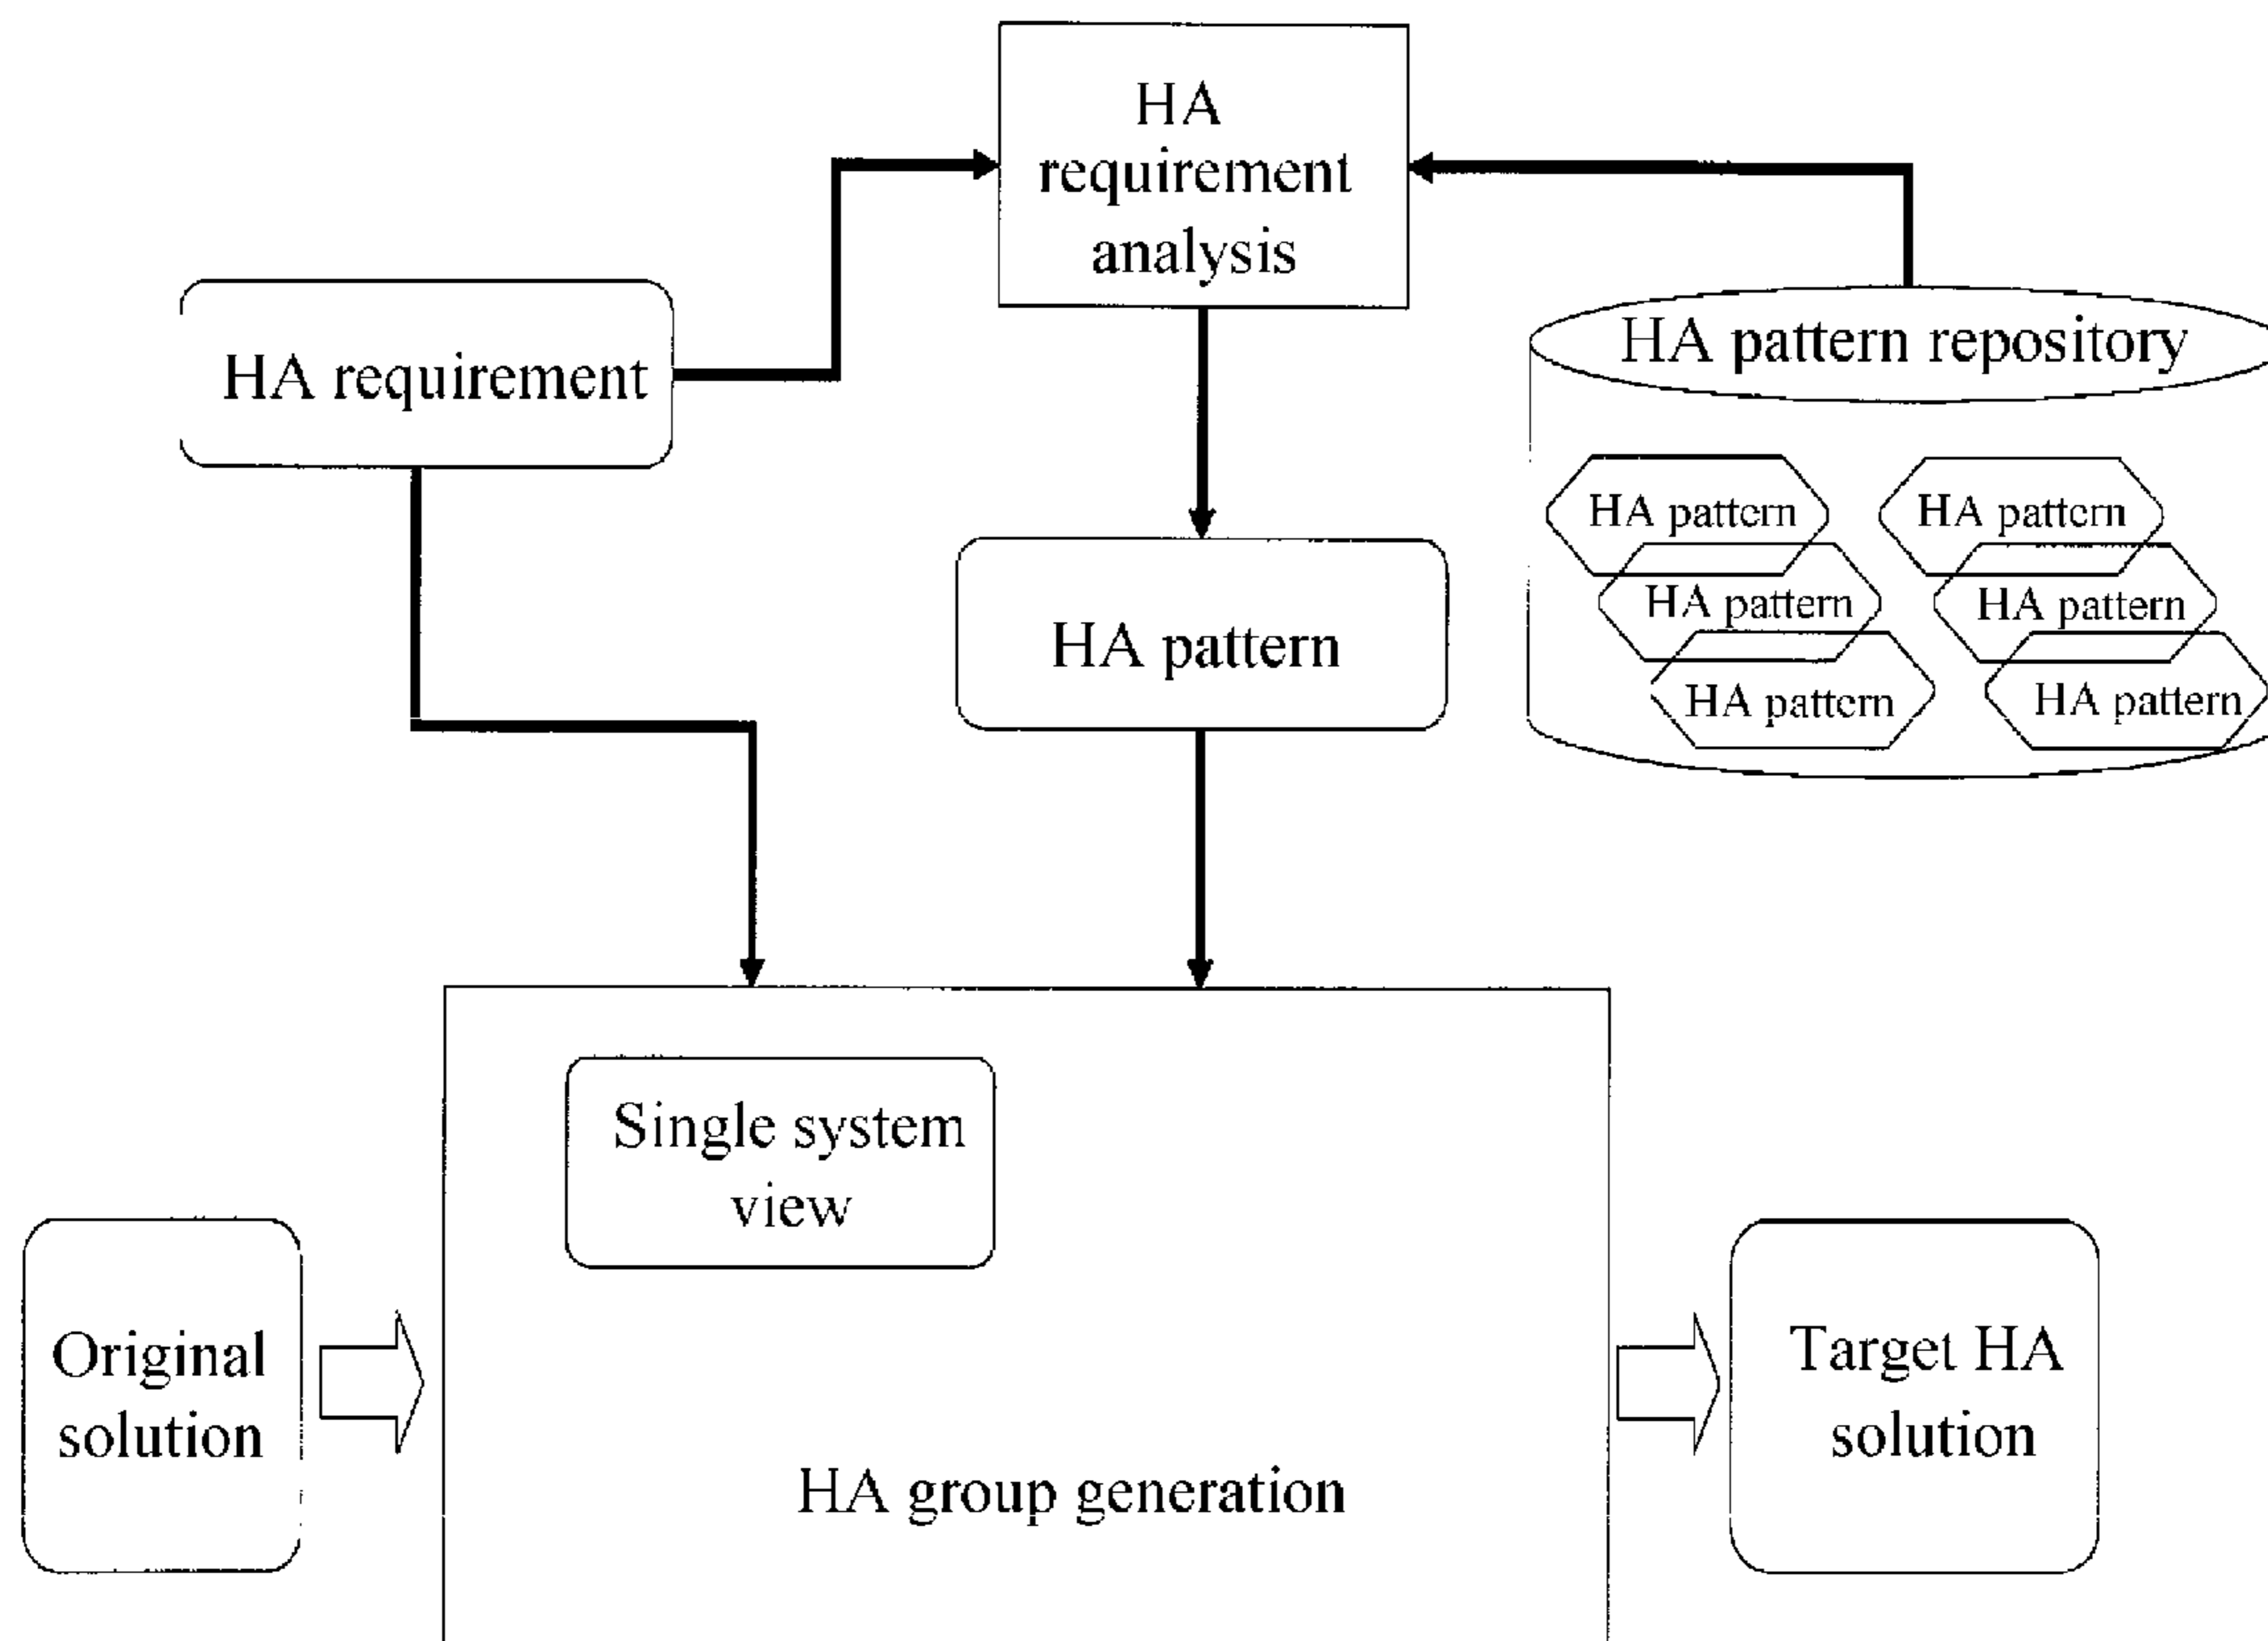 HA
requirement
analysis
HA requirement
HA pattern repository
HA pattern
HA pattern
HA pattern
HA pattern
HA pattern
HA pattern
HA pattern
Single system
view
Original
solution
HA group generation
Target HA
solution